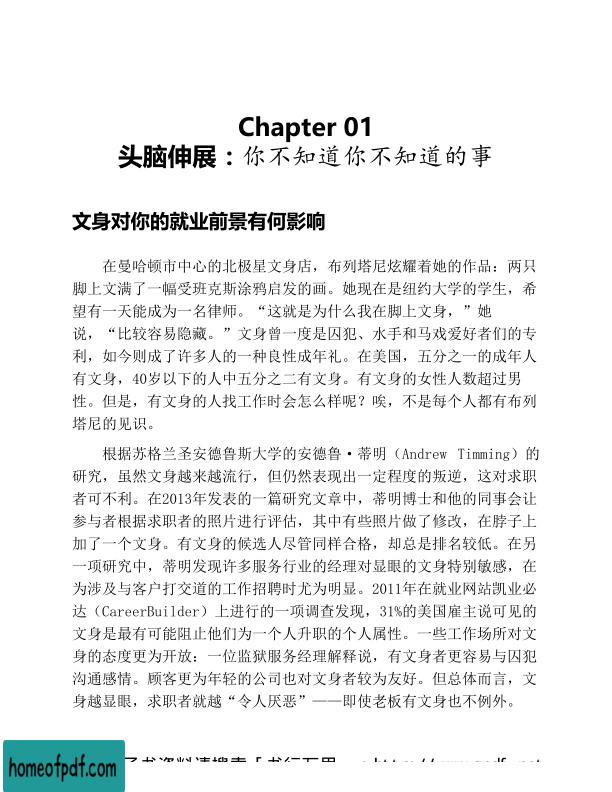 Chapter 01
头脑伸展：你不知道你不知道的事
文身对你的就业前景有何影响
在曼哈顿市中心的北极星文身店，布列塔尼炫耀着她的作品：两只
脚上文满了一幅受班克斯涂鸦启发的画。她现在是纽约大学的学生，希
望有一天能成为一名律师。“这就是为什么我在脚上文身，”她
说，“比较容易隐藏。”文身曾一度是囚犯、水手和马戏爱好者们的专
利，如今则成了许多人的一种良性成年礼。在美国，五分之一的成年人
有文身，40岁以下的人中五分之二有文身。有文身的女性人数超过男
性。但是，有文身的人找工作时会怎么样呢？唉，不是每个人都有布列
塔尼的见识。
根据苏格兰圣安德鲁斯大学的安德鲁·蒂明（Andrew Timming）的
研究，虽然文身越来越流行，但仍然表现出一定程度的叛逆，这对求职
者可不利。在2013年发表的一篇研究文章中，蒂明博士和他的同事会让
参与者根据求职者的照片进行评估，其中有些照片做了修改，在脖子上
加了一个文身。有文身的候选人尽管同样合格，却总是排名较低。在另
一项研究中，蒂明发现许多服务行业的经理对显眼的文身特别敏感，在
为涉及与客户打交道的工作招聘时尤为明显。2011年在就业网站凯业必
达（CareerBuilder）上进行的一项调查发现，31%的美国雇主说可见的
文身是最有可能阻止他们为一个人升职的个人属性。一些工作场所对文
身的态度更为开放：一位监狱服务经理解释说，有文身者更容易与囚犯
沟通感情。顾客更为年轻的公司也对文身者较为友好。但总体而言，文
身越显眼，求职者就越“令人厌恶”——即使老板有文身也不例外。
homeofpdf.com